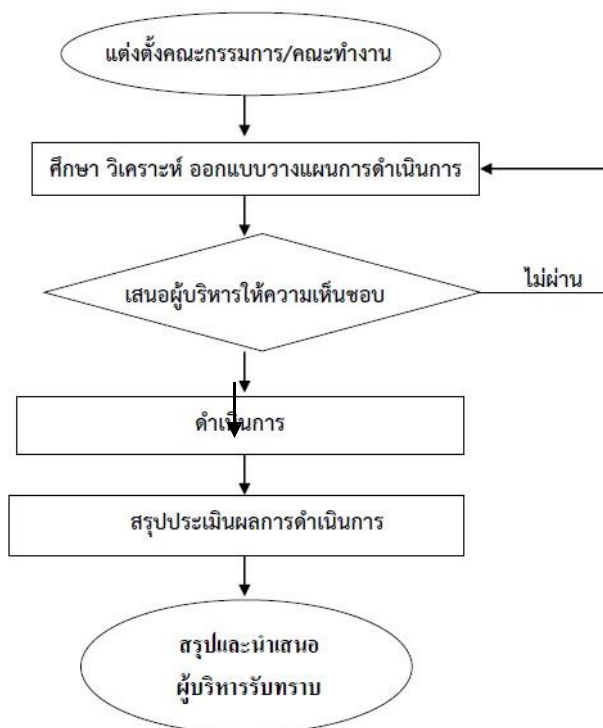 แต่งตั้งคณะกรรมการ/คณะทำงาน
ศึกษา วิเคราะห์ ออกแบบวางแผนการดำเนินการ
เสนอผู้บริหารให้ความเห็นชอบ
ไม่ผ่าน
ดำเนินการ
สรุปประเมินผลการดำเนินการ
สรุปและนำเสนอ
ผู้บริหารรับทราบ